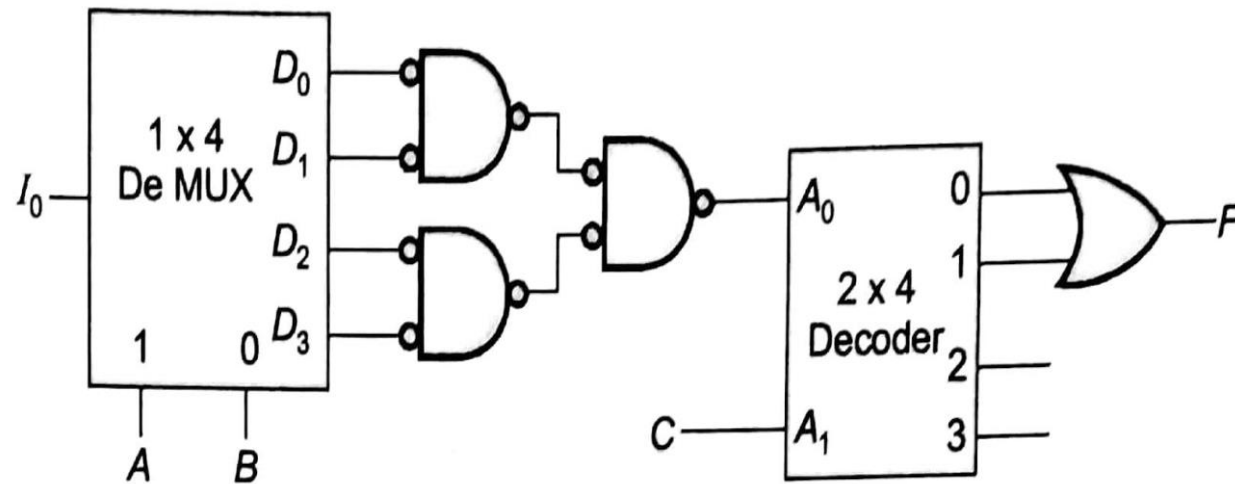 1 x 4
De MUX
I₀
D₀
D₁
D₂
D₃
1 0
A B
A₀
A₁
C
2 x 4
Decoder
0
1
2
3
F